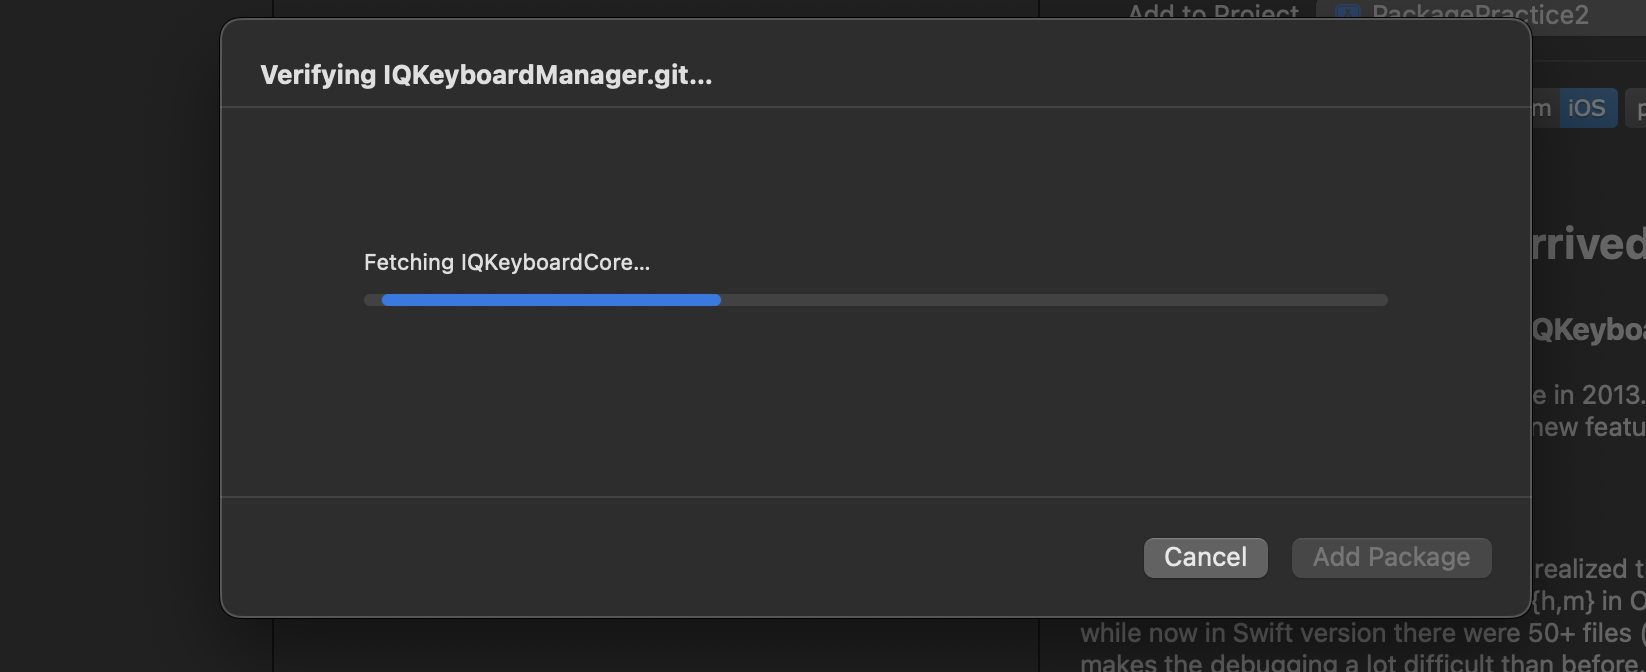 Add to Project PackagePractice2
Verifying IQKeyboardManager.git...
m iOS p
Fetching IQKeyboardCore...
rrived
QKeyboa
e in 2013.
new featu
Cancel Add Package
realized t
{h,m} in O
while now in Swift version there were 50+ files (
makes the debugging a lot difficult than before